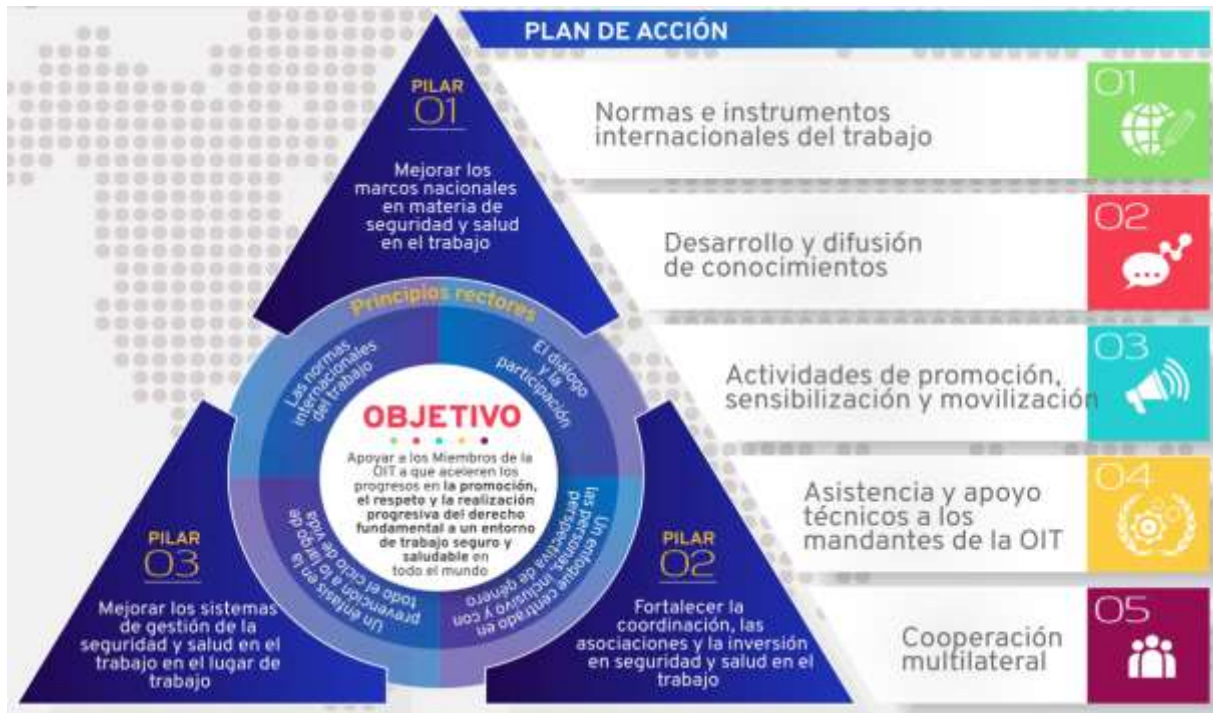 PLAN DE ACCIÓN
PILAR
01
Mejorar los
marcos nacionales
en materia de
seguridad y salud
en el trabajo
Principios rectores
Las normas
internacionales
del trabajo
El diálogo
y la
participación
Un enfoque centrado en
las personas, inclusivo y con
perspectiva de género
Un énfasis en la
prevención a lo largo de
todo el ciclo de vida
OBJETIVO
Apoyar a los Miembros de la
OIT a que aceleren los
progresos en la promoción,
el respeto y la realización
progresiva del derecho
fundamental a un entorno
de trabajo seguro y
saludable en
todo el mundo
PILAR
03
Mejorar los sistemas
de gestión de la
seguridad y salud en el
trabajo en el lugar de
trabajo
PILAR
02
Fortalecer la
coordinación, las
asociaciones y la inversión
en seguridad y salud en el
trabajo
Normas e instrumentos
internacionales del trabajo
01
Desarrollo y difusión
de conocimientos
02
Actividades de promoción,
sensibilización y movilización
03
Asistencia y apoyo
técnicos a los
mandantes de la OIT
04
Cooperación
multilateral
05